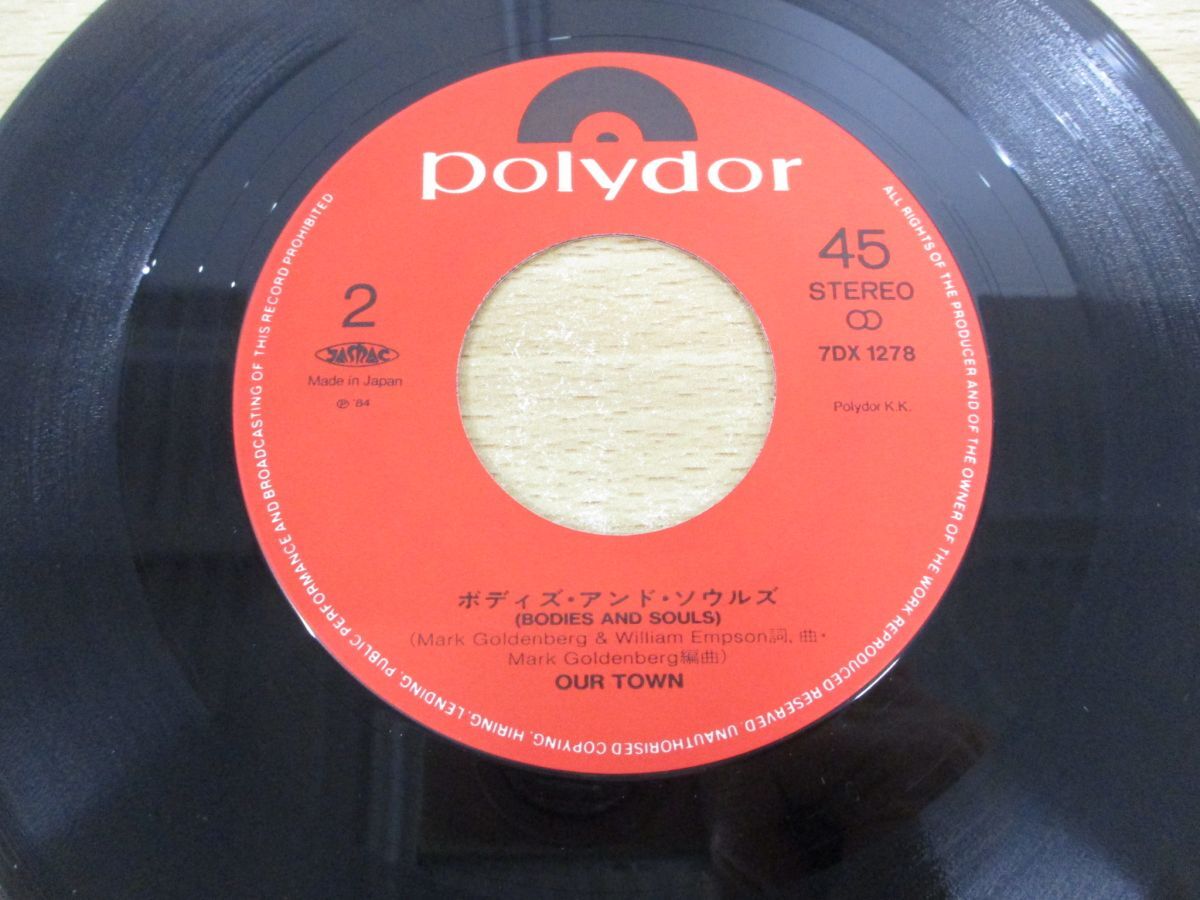 polydor
45
STEREO
7DX 1278
Polydor K.K.
2
JASRAC
Made in Japan
℗ '84
ボディズ・アンド・ソウルズ
(BODIES AND SOULS)
(Mark Goldenberg & William Empson詞、曲・
Mark Goldenberg編曲)
OUR TOWN
ALL RIGHTS OF THE PRODUCER AND OF THE OWNER OF THE WORK REPRODUCED RESERVED. UNAUTHORISED COPYING, HIRING, LENDING, PUBLIC PERFORMANCE AND BROADCASTING OF THIS RECORD PROHIBITED